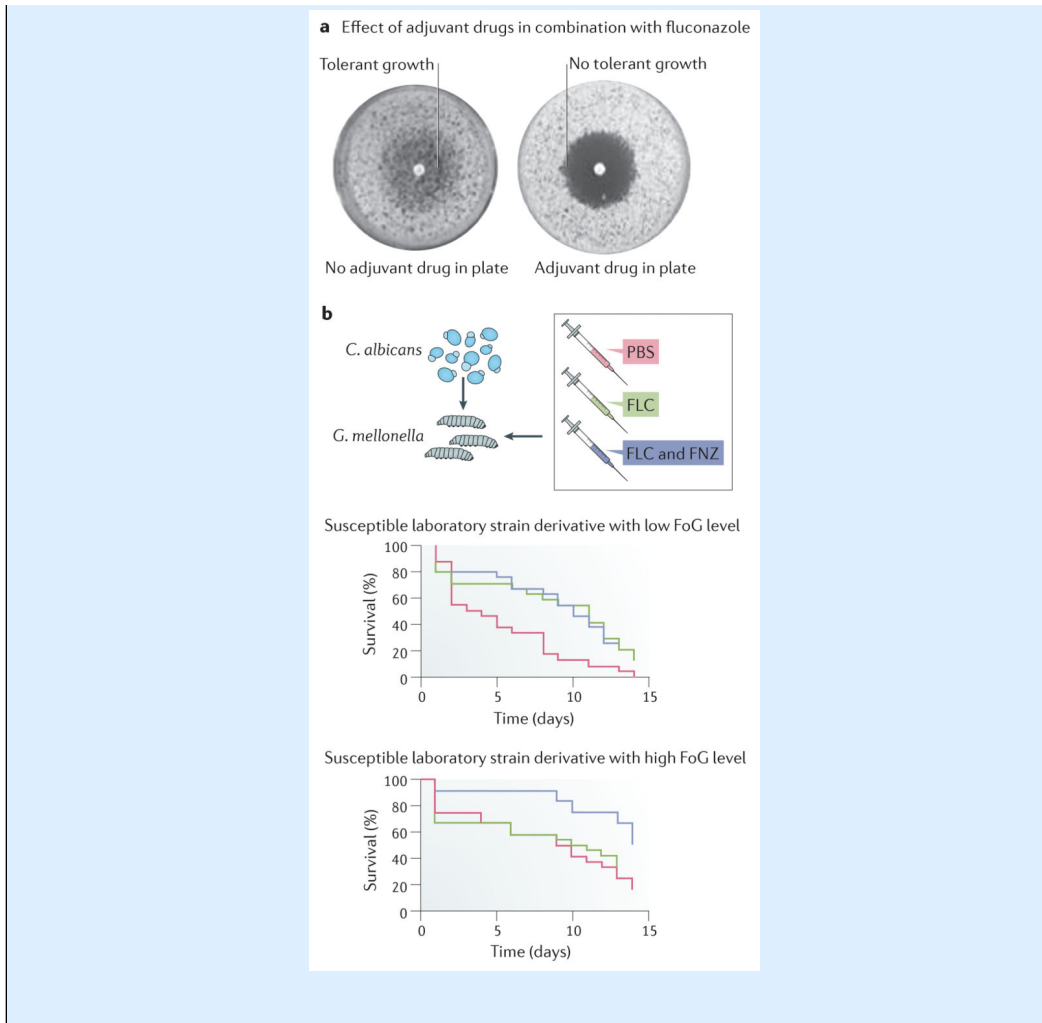 a Effect of adjuvant drugs in combination with fluconazole
Tolerant growth
No tolerant growth
No adjuvant drug in plate
Adjuvant drug in plate
b
C. albicans
G. mellonella
PBS
FLC
FLC and FNZ
Susceptible laboratory strain derivative with low FoG level
Survival (%)
100
80
60
40
20
0
0 5 10 15
Time (days)
Susceptible laboratory strain derivative with high FoG level
Survival (%)
100
80
60
40
20
0
0 5 10 15
Time (days)